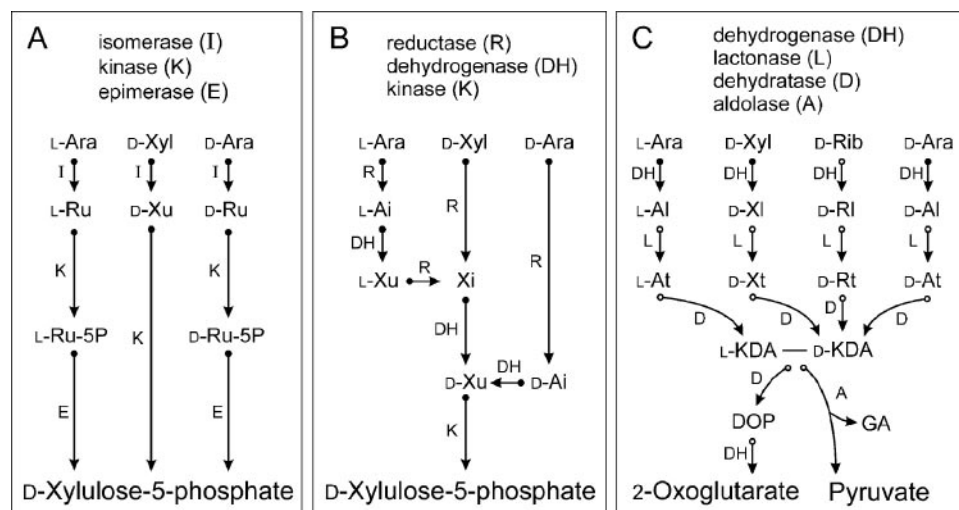 A
isomerase (I)
kinase (K)
epimerase (E)
L-Ara D-Xyl D-Ara
I I I
L-Ru D-Xu D-Ru
K K
L-Ru-5P K D-Ru-5P
E E
D-Xylulose-5-phosphate
B
reductase (R)
dehydrogenase (DH)
kinase (K)
L-Ara D-Xyl D-Ara
R
L-Ai R
DH R
L-Xu R Xi
DH
DH
D-Xu D-Ai
K
D-Xylulose-5-phosphate
C
dehydrogenase (DH)
lactonase (L)
dehydratase (D)
aldolase (A)
L-Ara D-Xyl D-Rib D-Ara
DH DH DH DH
L-Al D-Xl D-Rl D-Al
L L L L
L-At D-Xt D-Rt D-At
D D D D
L-KDA — D-KDA
D A
DOP GA
DH
2-Oxoglutarate Pyruvate